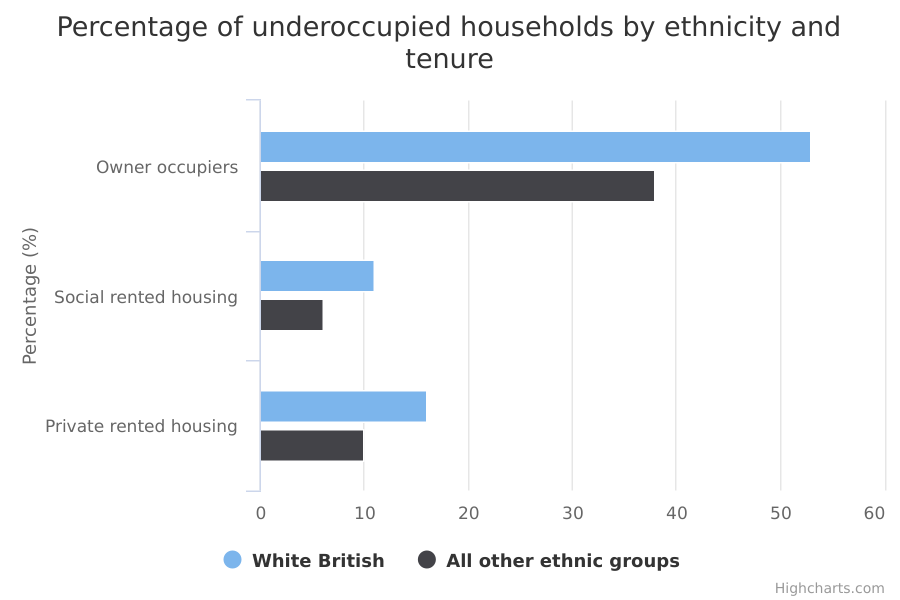 Percentage of underoccupied households by ethnicity and
tenure
Percentage (%)
Owner occupiers
Social rented housing
Private rented housing
0 10 20 30 40 50 60
White British All other ethnic groups
Highcharts.com